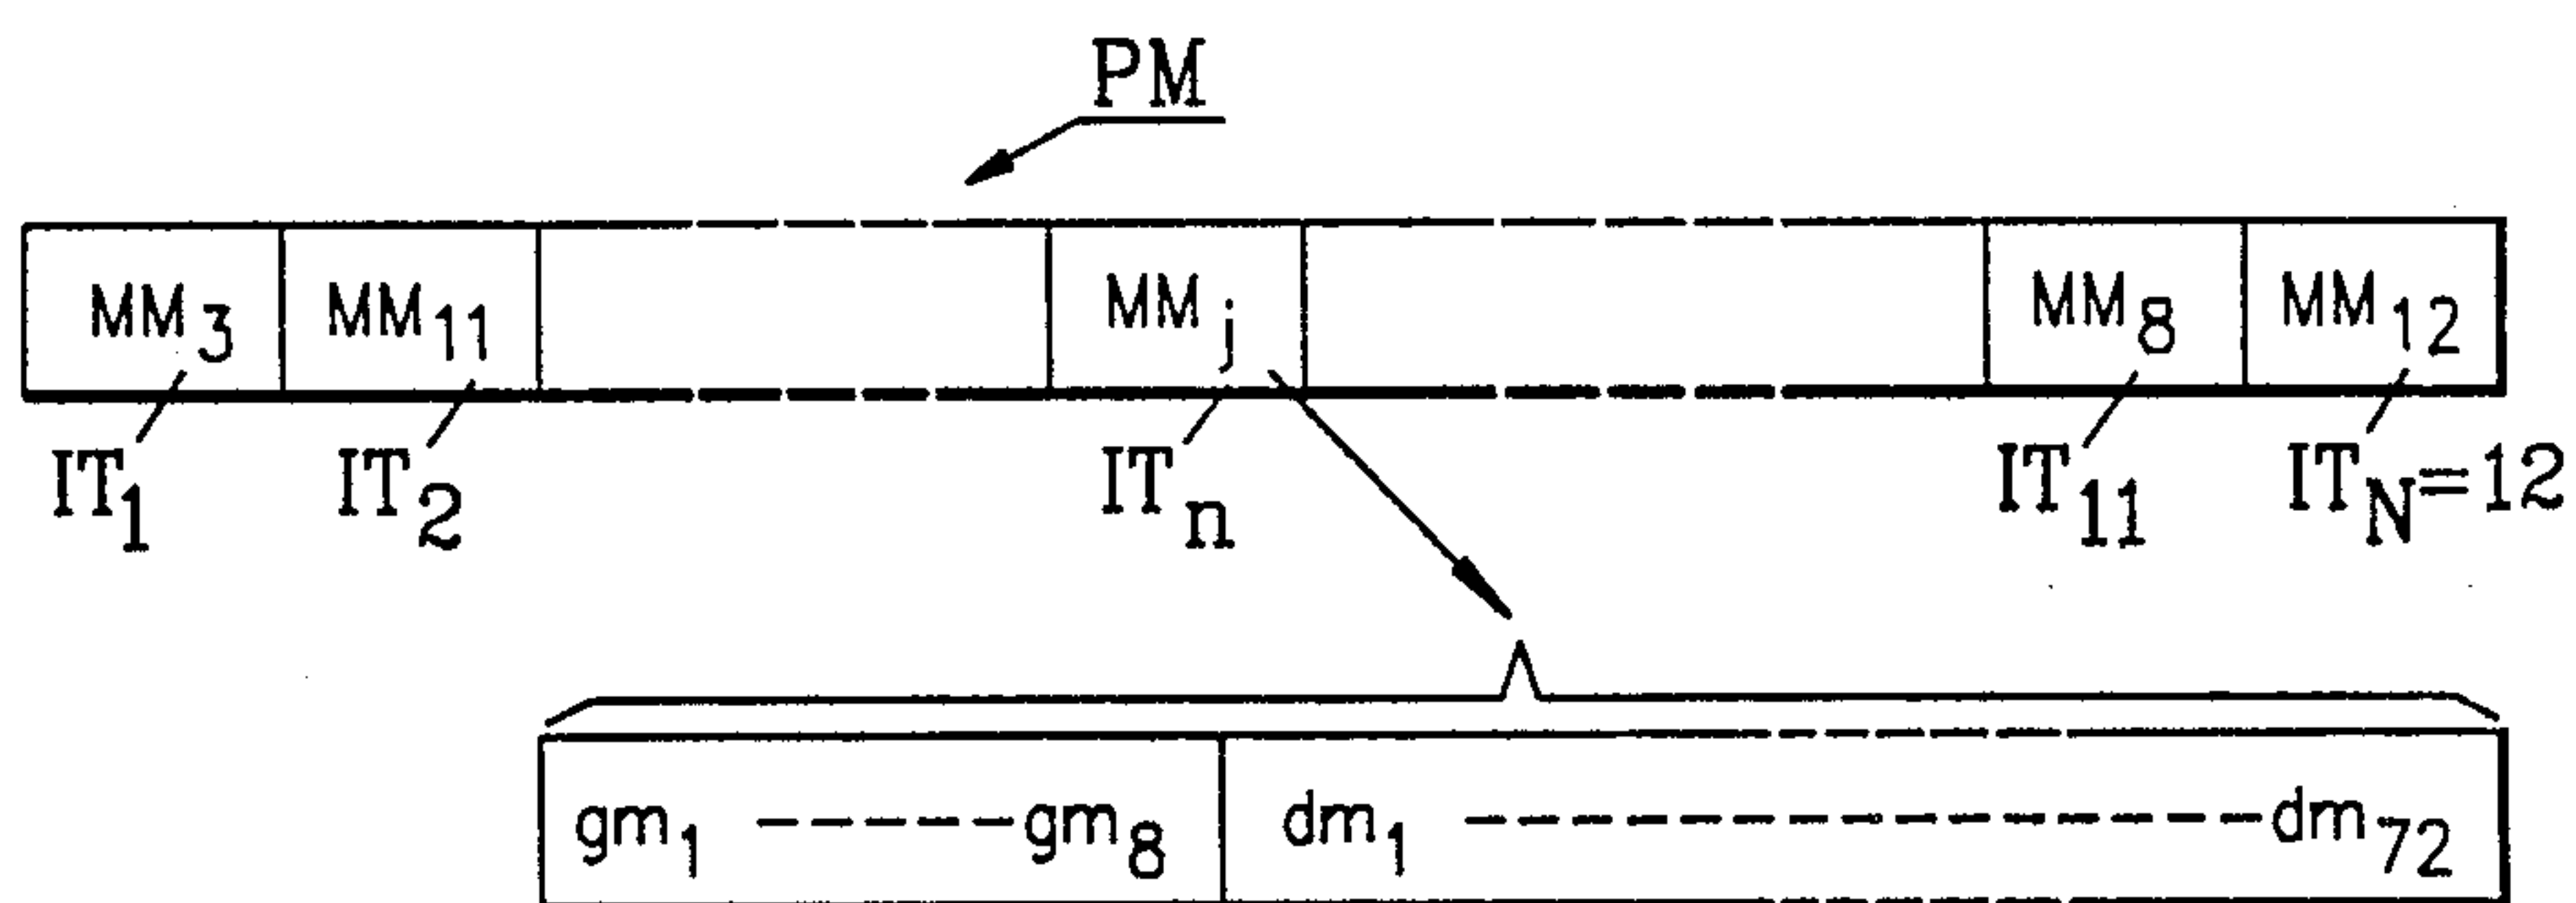 PM
MM3 MM11 MMj MM8 MM12
IT1 IT2 ITn IT11 ITN=12
gm1 ------ gm8 dm1 ---------------- dm72